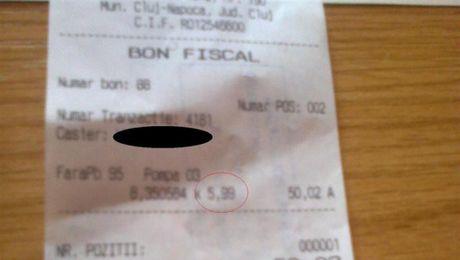 Mun. Cluj-Napoca, Jud. Cluj
C.I.F. RO12546600
BON FISCAL
Numar bon: 88
Numar POS: 002
Numar Tranzactie: 4181
Casier:
FaraPb 95 Pompa 03
8,350584 x 5,99 50,02 A
NR. POZITII: 000001